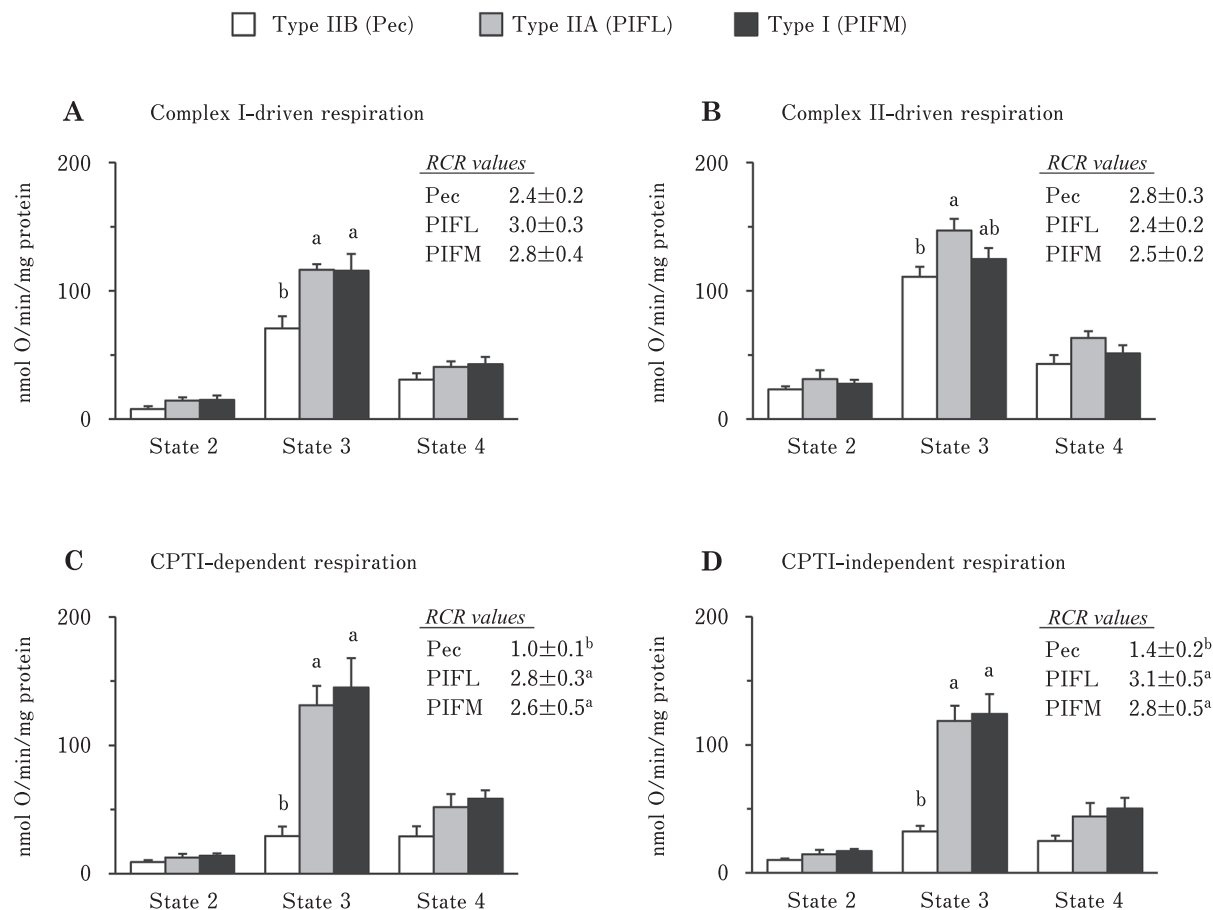 Type IIB (Pec) Type IIA (PIFL) Type I (PIFM)
A Complex I-driven respiration
nmol O/min/mg protein
200
100
0
RCR values
Pec 2.4±0.2
PIFL 3.0±0.3
PIFM 2.8±0.4
b a a
State 2 State 3 State 4
B Complex II-driven respiration
nmol O/min/mg protein
200
100
0
RCR values
Pec 2.8±0.3
PIFL 2.4±0.2
PIFM 2.5±0.2
b a ab
State 2 State 3 State 4
C CPTI-dependent respiration
nmol O/min/mg protein
200
100
0
RCR values
Pec 1.0±0.1ᵇ
PIFL 2.8±0.3ᵃ
PIFM 2.6±0.5ᵃ
b a a
State 2 State 3 State 4
D CPTI-independent respiration
nmol O/min/mg protein
200
100
0
RCR values
Pec 1.4±0.2ᵇ
PIFL 3.1±0.5ᵃ
PIFM 2.8±0.5ᵃ
b a a
State 2 State 3 State 4